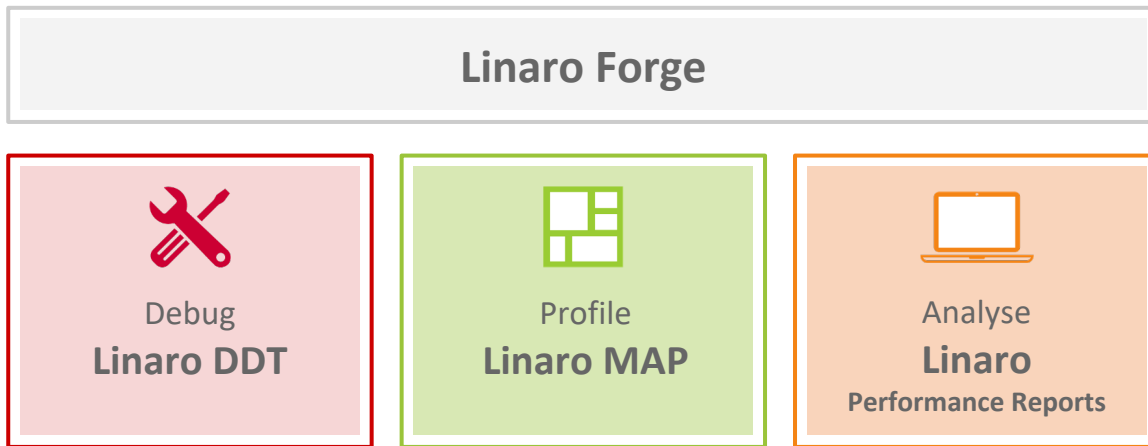 Linaro Forge
Debug
Linaro DDT
Profile
Linaro MAP
Analyse
Linaro
Performance Reports